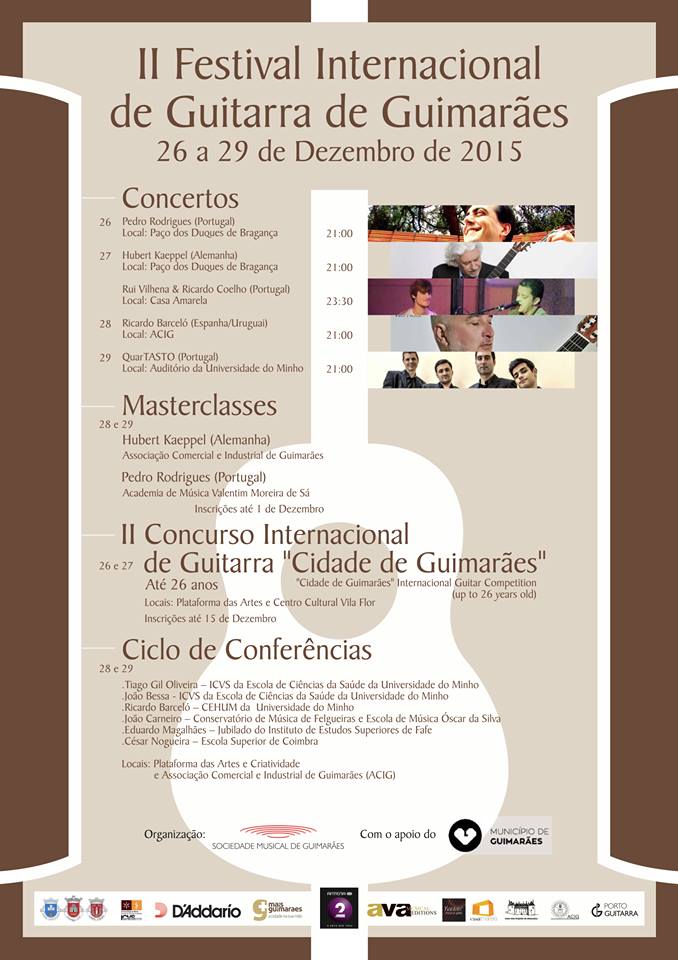 II Festival Internacional
de Guitarra de Guimarães
26 a 29 de Dezembro de 2015
Concertos
26 Pedro Rodrigues (Portugal)
Local: Paço dos Duques de Bragança 21:00
27 Hubert Kaeppel (Alemanha)
Local: Paço dos Duques de Bragança 21:00
Rui Vilhena & Ricardo Coelho (Portugal)
Local: Casa Amarela 23:30
28 Ricardo Barceló (Espanha/Uruguai)
Local: ACIG 21:00
29 QuarTASTO (Portugal)
Local: Auditório da Universidade do Minho 21:00
Masterclasses
28 e 29
Hubert Kaeppel (Alemanha)
Associação Comercial e Industrial de Guimarães
Pedro Rodrigues (Portugal)
Academia de Música Valentim Moreira de Sá
Inscrições até 1 de Dezembro
II Concurso Internacional
26 e 27 de Guitarra "Cidade de Guimarães"
Até 26 anos
"Cidade de Guimarães" Internacional Guitar Competition
(up to 26 years old)
Locais: Plataforma das Artes e Centro Cultural Vila Flor
Inscrições até 15 de Dezembro
Ciclo de Conferências
28 e 29
.Tiago Gil Oliveira – ICVS da Escola de Ciências da Saúde da Universidade do Minho
.João Bessa - ICVS da Escola de Ciências da Saúde da Universidade do Minho
.Ricardo Barceló – CEHUM da Universidade do Minho
.João Carneiro – Conservatório de Música de Felgueiras e Escola de Música Óscar da Silva
.Eduardo Magalhães – Jubilado do Instituto de Estudos Superiores de Fafe
.César Nogueira – Escola Superior de Coimbra
Locais: Plataforma das Artes e Criatividade
e Associação Comercial e Industrial de Guimarães (ACIG)
Organização:
SOCIEDADE MUSICAL DE GUIMARÃES
Com o apoio do
MUNICÍPIO DE
GUIMARÃES
D'Addario
g+ mais
guimarães
ANTENA
2
ava MUSICAL
EDITIONS
ACIG
PORTO
GUITARRA